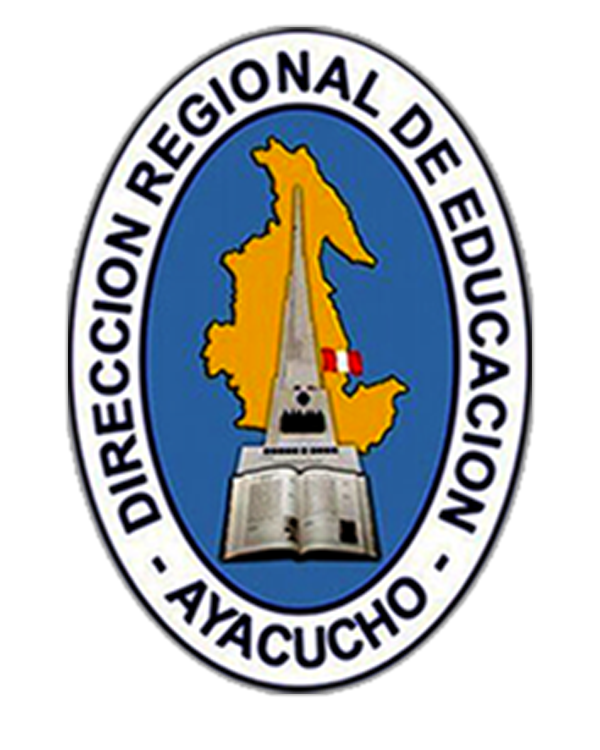 DIRECCION REGIONAL DE EDUCACION
- AYACUCHO -